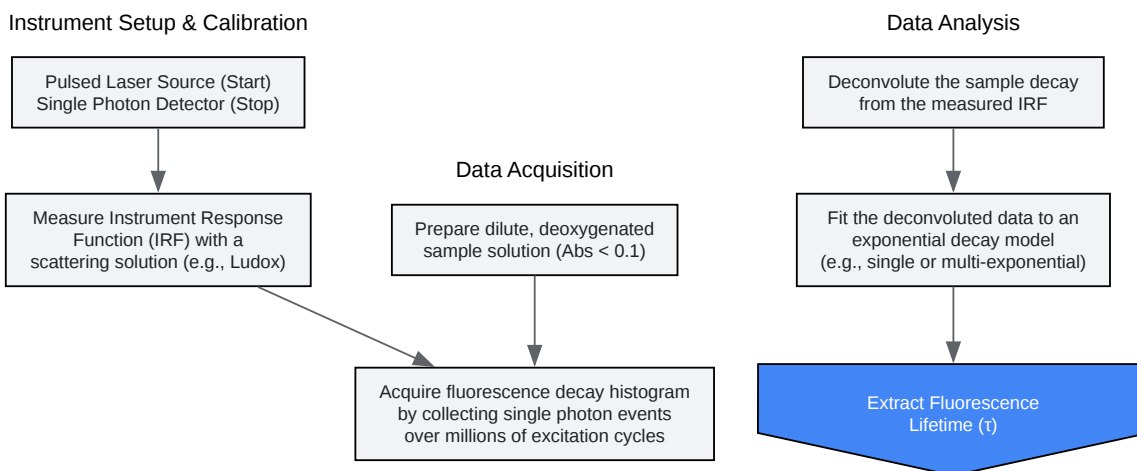 Instrument Setup & Calibration
Pulsed Laser Source (Start)
Single Photon Detector (Stop)
Measure Instrument Response
Function (IRF) with a
scattering solution (e.g., Ludox)
Data Acquisition
Prepare dilute, deoxygenated
sample solution (Abs < 0.1)
Acquire fluorescence decay histogram
by collecting single photon events
over millions of excitation cycles
Data Analysis
Deconvolute the sample decay
from the measured IRF
Fit the deconvoluted data to an
exponential decay model
(e.g., single or multi-exponential)
Extract Fluorescence
Lifetime (τ)